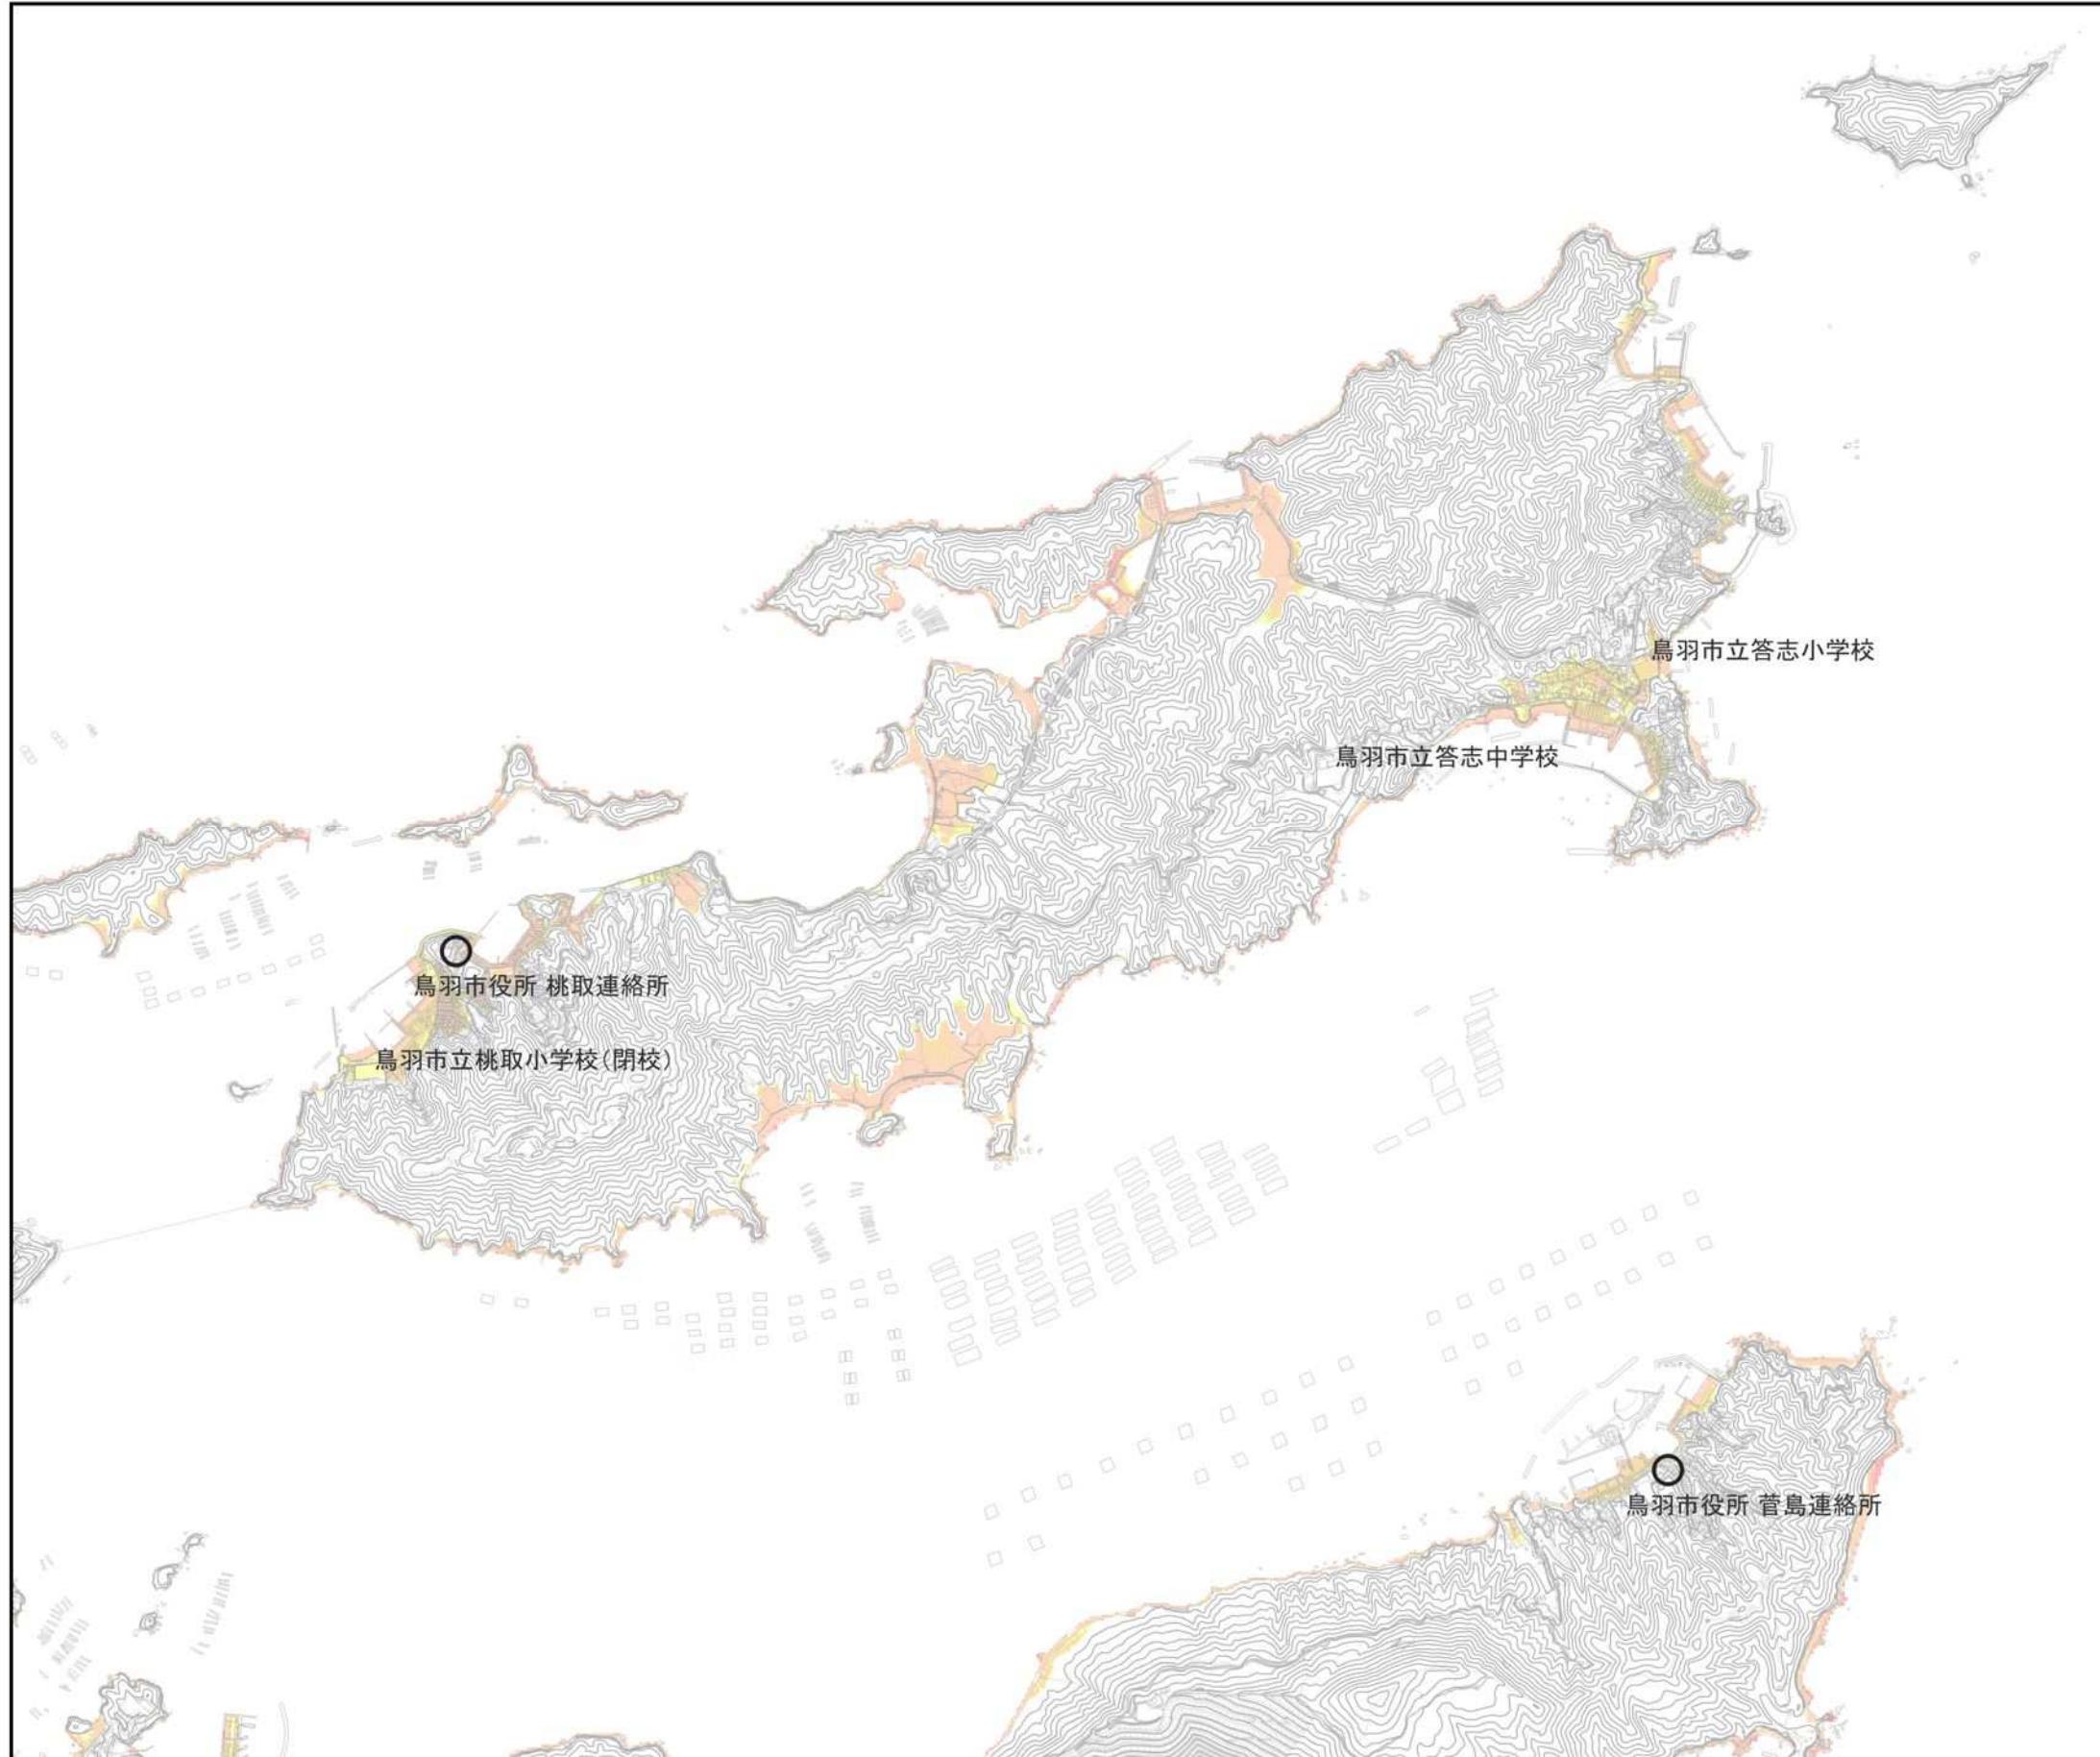 鳥羽市立答志小学校
鳥羽市立答志中学校
鳥羽市役所 桃取連絡所
鳥羽市立桃取小学校(閉校)
鳥羽市役所 菅島連絡所